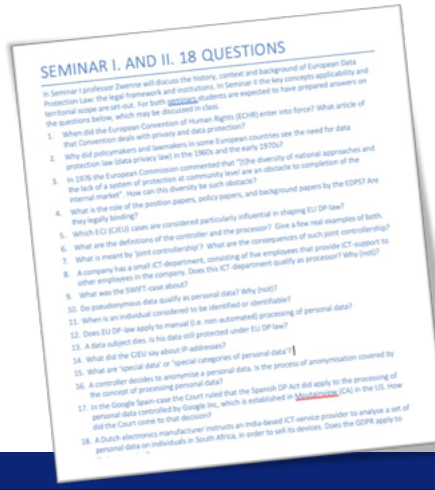 SEMINAR I. AND II. 18 QUESTIONS
In Seminar I professor Zwenne will discuss the history, context and background of European Data
Protection Law: the legal framework and institutions. In Seminar II the key concepts applicability and
territorial scope are set out. For both seminars students are expected to have prepared answers on
the questions below, which may be discussed in class.
1. When did the European Convention of Human Rights (ECHR) enter into force? What article of
that Convention deals with privacy and data protection?
2. Why did policymakers and lawmakers in some European countries see the need for data
protection law (data privacy law) in the 1960s and the early 1970s?
3. In 1976 the European Commission commented that "[t]he diversity of national approaches and
the lack of a system of protection at community level are an obstacle to completion of the
internal market". How can this diversity be such obstacle?
4. What is the role of the position papers, policy papers, and background papers by the EDPS? Are
they legally binding?
5. Which ECJ (CJEU) cases are considered particularly influential in shaping EU DP-law?
6. What are the definitions of the controller and the processor? Give a few real examples of both.
7. What is meant by 'joint controllership'? What are the consequences of such joint controllership?
8. A company has a small ICT-department, consisting of five employees that provide ICT-support to
other employees in the company. Does this ICT-department qualify as processor? Why (not)?
9. What was the SWIFT-case about?
10. Do pseudonymous data qualify as personal data? Why (not)?
11. When is an individual considered to be identified or identifiable?
12. Does EU DP-law apply to manual (i.e. non-automated) processing of personal data?
13. A data subject dies. Is his data still protected under EU DP law?
14. What did the CJEU say about IP-addresses?
15. What are 'special data' or 'special categories of personal data'?
16. A controller decides to anonymise a personal data. Is the process of anonymisation covered by
the concept of processing personal data?
17. In the Google Spain-case the Court ruled that the Spanish DP Act did apply to the processing of
personal data controlled by Google Inc, which is established in (CA) in the US. How
did the Court come to that decision?
18. A Dutch electronics manufacturer instructs an India-based ICT-service provider to analyse a set of
personal data on individuals in South Africa, in order to sell its devices. Does the GDPR apply to